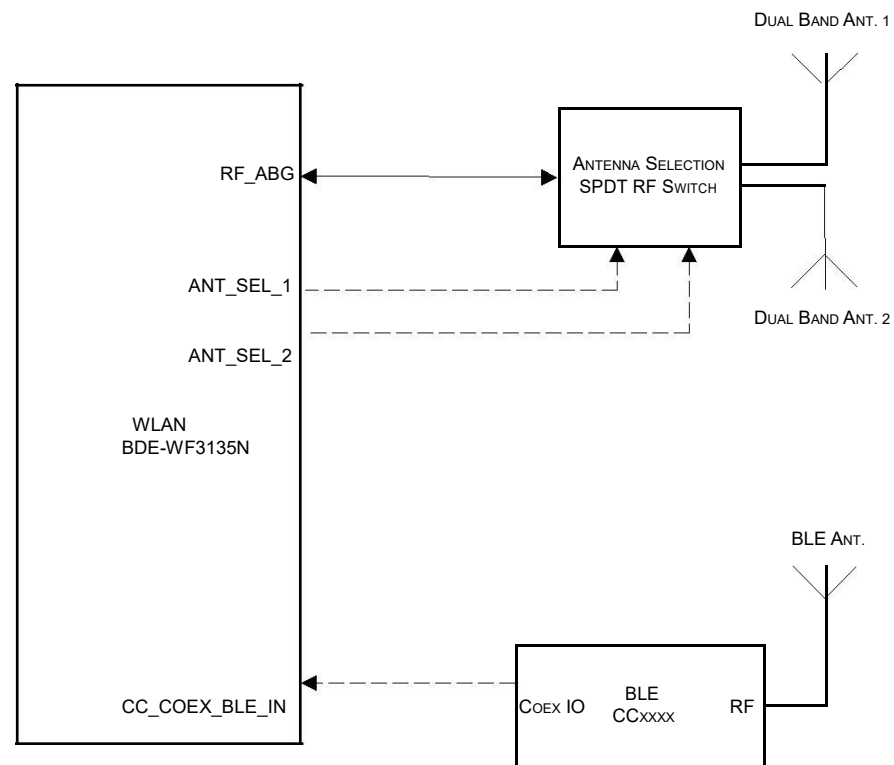 DUAL BAND ANT. 1
RF_ABG
ANTENNA SELECTION
SPDT RF SWITCH
ANT_SEL_1
ANT_SEL_2
DUAL BAND ANT. 2
WLAN
BDE-WF3135N
BLE ANT.
CC_COEX_BLE_IN
COEX IO
BLE
CCXXXX
RF